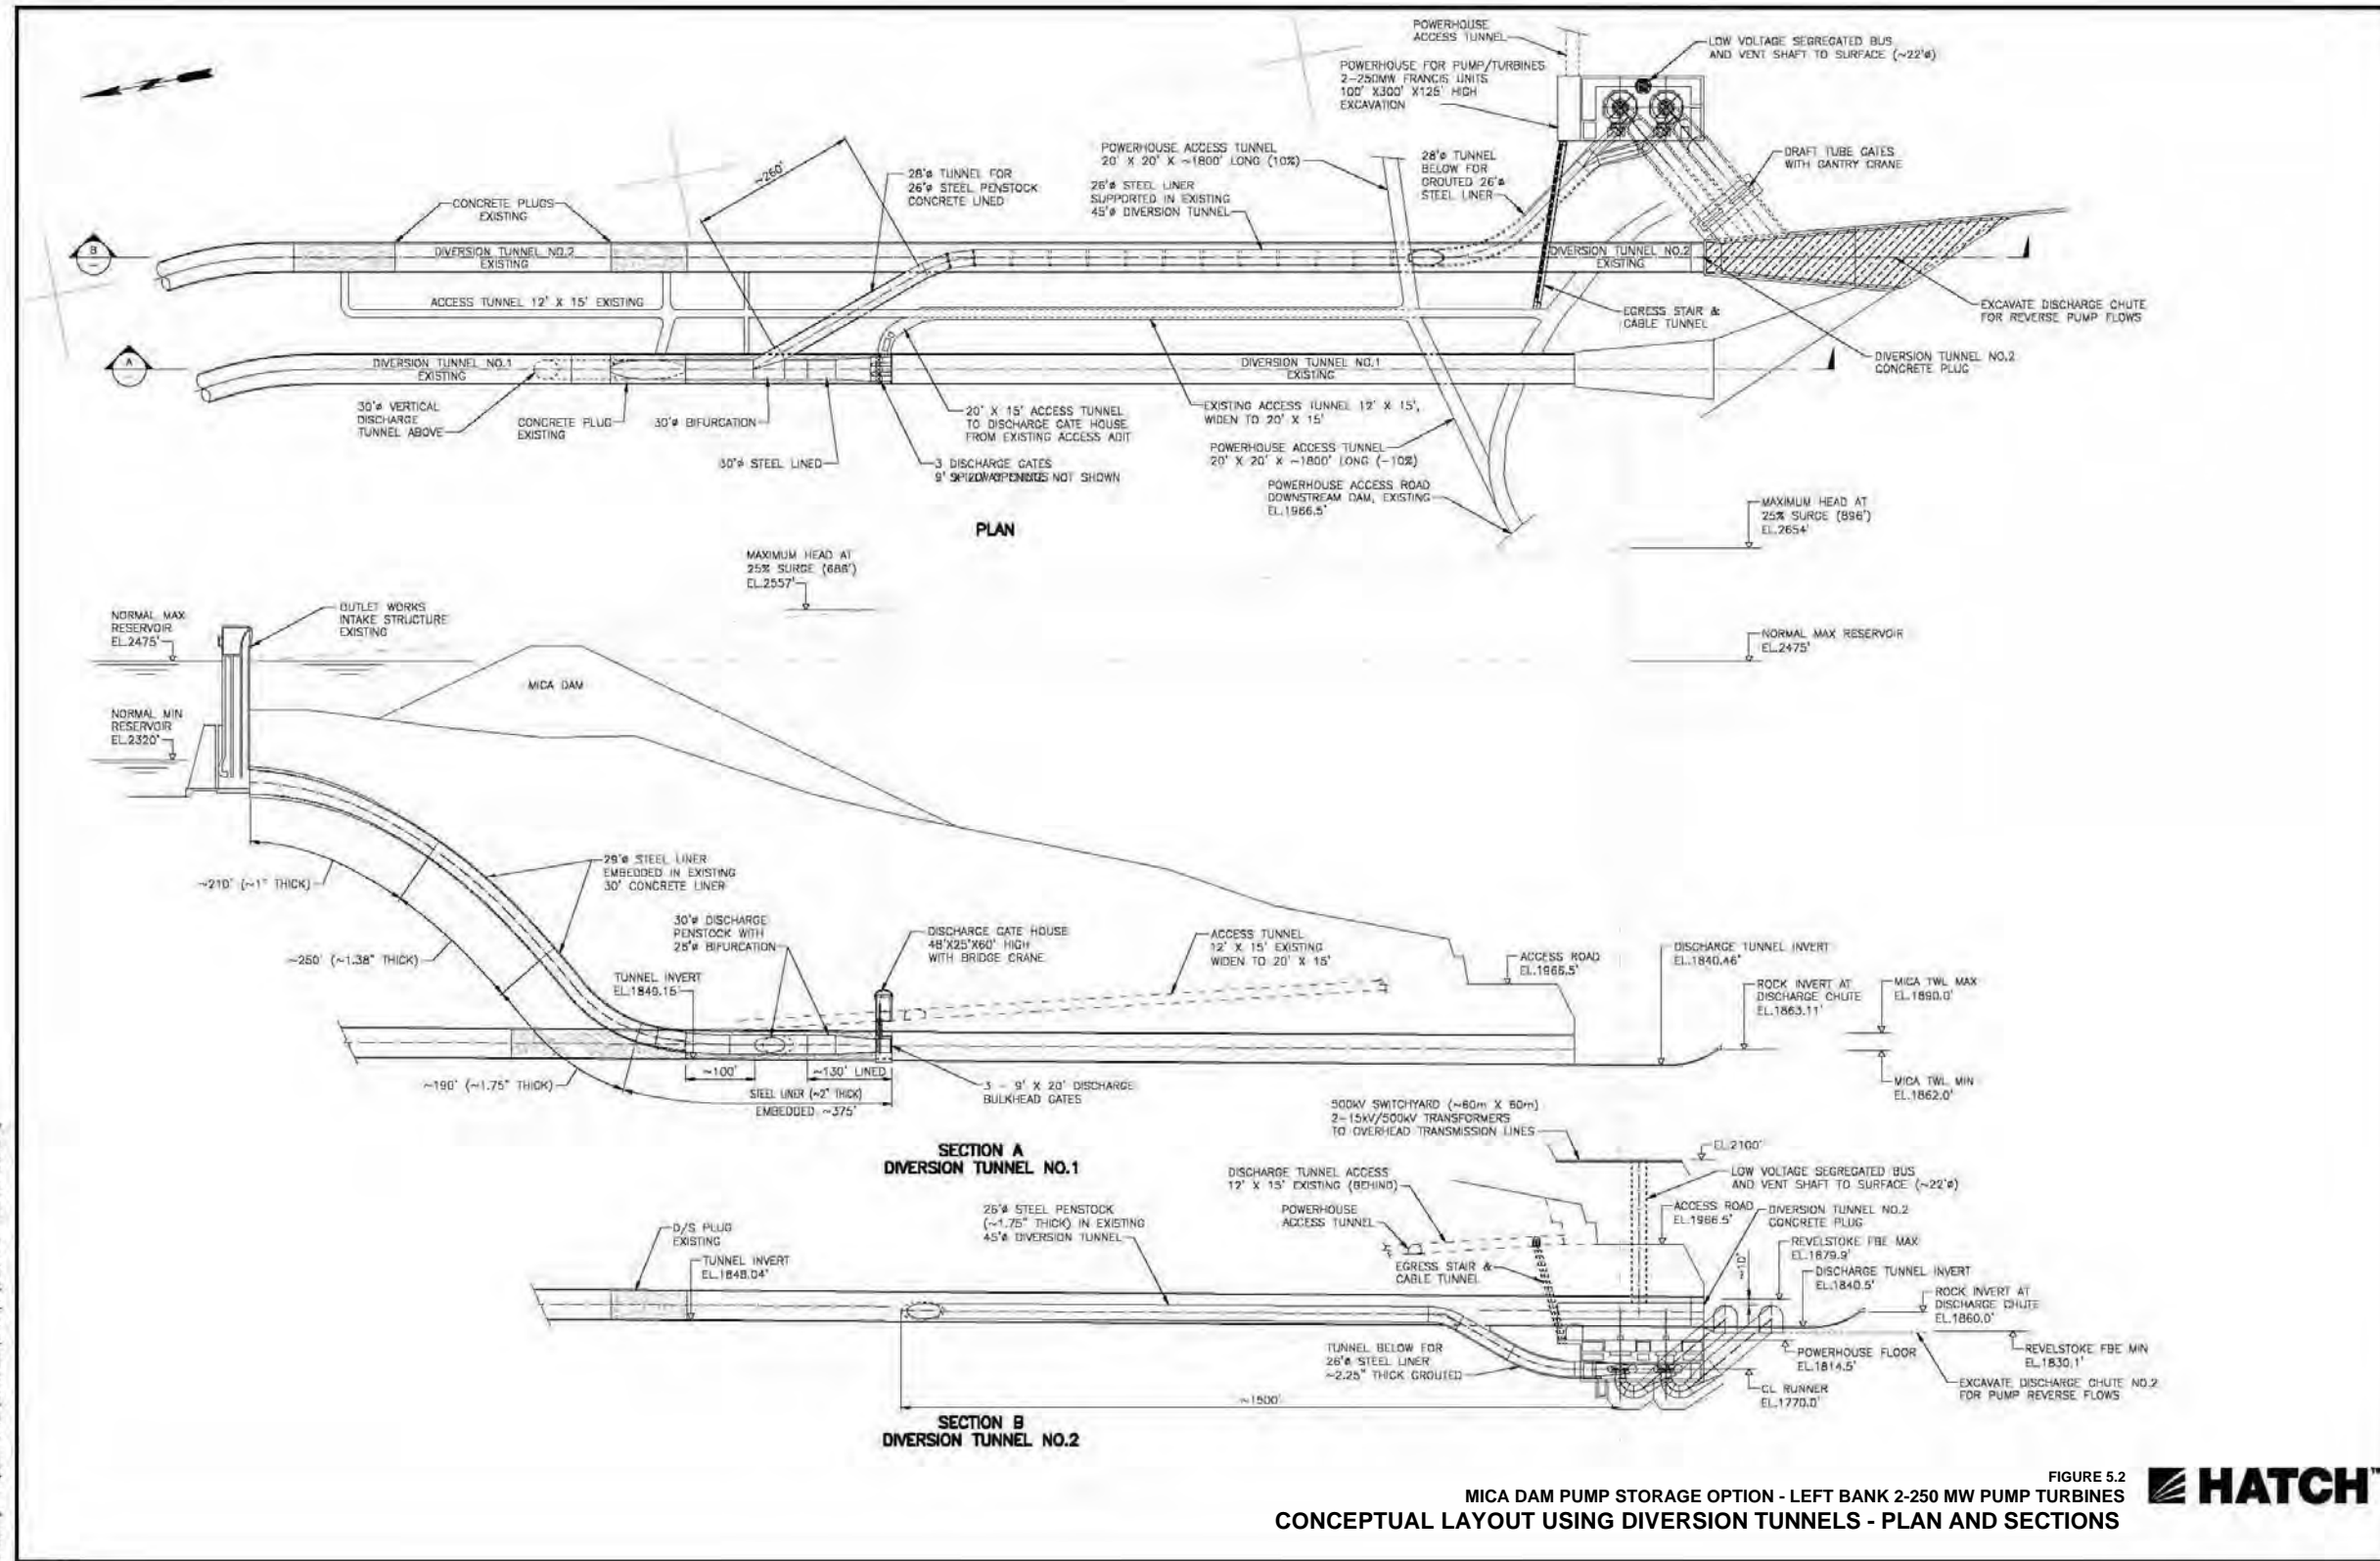 POWERHOUSE
ACCESS TUNNEL
LOW VOLTAGE SEGREGATED BUS
AND VENT SHAFT TO SURFACE (~22'ø)
POWERHOUSE FOR PUMP/TURBINES
2-250MW FRANCIS UNITS
100' X300' X125' HIGH
EXCAVATION
N
~260'
28'ø TUNNEL FOR
26'ø STEEL PENSTOCK
CONCRETE LINED
POWERHOUSE ACCESS TUNNEL
20' X 20' X ~1800' LONG (10%)
26'ø STEEL LINER
SUPPORTED IN EXISTING
45'ø DIVERSION TUNNEL
28'ø TUNNEL
BELOW FOR
GROUTED 26'ø
STEEL LINER
DRAFT TUBE GATES
WITH GANTRY CRANE
CONCRETE PLUGS
EXISTING
B
DIVERSION TUNNEL NO.2
EXISTING
DIVERSION TUNNEL NO.2
EXISTING
ACCESS TUNNEL 12' X 15' EXISTING
EGRESS STAIR &
CABLE TUNNEL
EXCAVATE DISCHARGE CHUTE
FOR REVERSE PUMP FLOWS
A
DIVERSION TUNNEL NO.1
EXISTING
DIVERSION TUNNEL NO.1
EXISTING
DIVERSION TUNNEL NO.2
CONCRETE PLUG
30'ø VERTICAL
DISCHARGE
TUNNEL ABOVE
CONCRETE PLUG
EXISTING
30'ø BIFURCATION
30'ø STEEL LINED
20' X 15' ACCESS TUNNEL
TO DISCHARGE GATE HOUSE
FROM EXISTING ACCESS ADIT
3 DISCHARGE GATES
NOT SHOWN
EXISTING ACCESS TUNNEL 12' X 15',
WIDEN TO 20' X 15'
POWERHOUSE ACCESS TUNNEL
20' X 20' X ~1800' LONG (-10%)
POWERHOUSE ACCESS ROAD
DOWNSTREAM DAM, EXISTING
EL.1966.5'
PLAN
MAXIMUM HEAD AT
25% SURGE (896')
EL.2654'
MAXIMUM HEAD AT
25% SURGE (688')
EL.2557'
NORMAL MAX
RESERVOIR
EL.2475'
OUTLET WORKS
INTAKE STRUCTURE
EXISTING
NORMAL MAX RESERVOIR
EL.2475'
MICA DAM
NORMAL MIN
RESERVOIR
EL.2320'
~210' (~1" THICK)
29'ø STEEL LINER
EMBEDDED IN EXISTING
30' CONCRETE LINER
~250' (~1.38" THICK)
30'ø DISCHARGE
PENSTOCK WITH
28'ø BIFURCATION
TUNNEL INVERT
EL.1849.15'
DISCHARGE GATE HOUSE
48'X25'X60' HIGH
WITH BRIDGE CRANE
ACCESS TUNNEL
12' X 15' EXISTING
WIDEN TO 20' X 15'
ACCESS ROAD
EL.1966.5'
DISCHARGE TUNNEL INVERT
EL.1840.46'
ROCK INVERT AT
DISCHARGE CHUTE
EL.1863.11'
MICA TWL MAX
EL.1890.0'
MICA TWL MIN
EL.1862.0'
~190' (~1.75" THICK)
~100'
~130' LINED
STEEL LINER (~2" THICK)
EMBEDDED ~375'
3 - 9' X 20' DISCHARGE
BULKHEAD GATES
SECTION A
DIVERSION TUNNEL NO.1
500kV SWITCHYARD (~60m X 60m)
2-15kV/500kV TRANSFORMERS
TO OVERHEAD TRANSMISSION LINES
EL.2100'
DISCHARGE TUNNEL ACCESS
12' X 15' EXISTING (BEHIND)
LOW VOLTAGE SEGREGATED BUS
AND VENT SHAFT TO SURFACE (~22'ø)
D/S PLUG
EXISTING
TUNNEL INVERT
EL.1848.04'
26'ø STEEL PENSTOCK
(~1.75" THICK) IN EXISTING
45'ø DIVERSION TUNNEL
POWERHOUSE
ACCESS TUNNEL
ACCESS ROAD
EL.1966.5'
DIVERSION TUNNEL NO.2
CONCRETE PLUG
REVELSTOKE FBE MAX
EL.1879.9'
EGRESS STAIR &
CABLE TUNNEL
~10'
DISCHARGE TUNNEL INVERT
EL.1840.5'
ROCK INVERT AT
DISCHARGE CHUTE
EL.1860.0'
TUNNEL BELOW FOR
26'ø STEEL LINER
~2.25" THICK GROUTED
POWERHOUSE FLOOR
EL.1814.5'
REVELSTOKE FBE MIN
EL.1830.1'
CL RUNNER
EL.1770.0'
EXCAVATE DISCHARGE CHUTE NO.2
FOR PUMP REVERSE FLOWS
~1500'
SECTION B
DIVERSION TUNNEL NO.2
FIGURE 5.2
MICA DAM PUMP STORAGE OPTION - LEFT BANK 2-250 MW PUMP TURBINES
CONCEPTUAL LAYOUT USING DIVERSION TUNNELS - PLAN AND SECTIONS
HATCH™